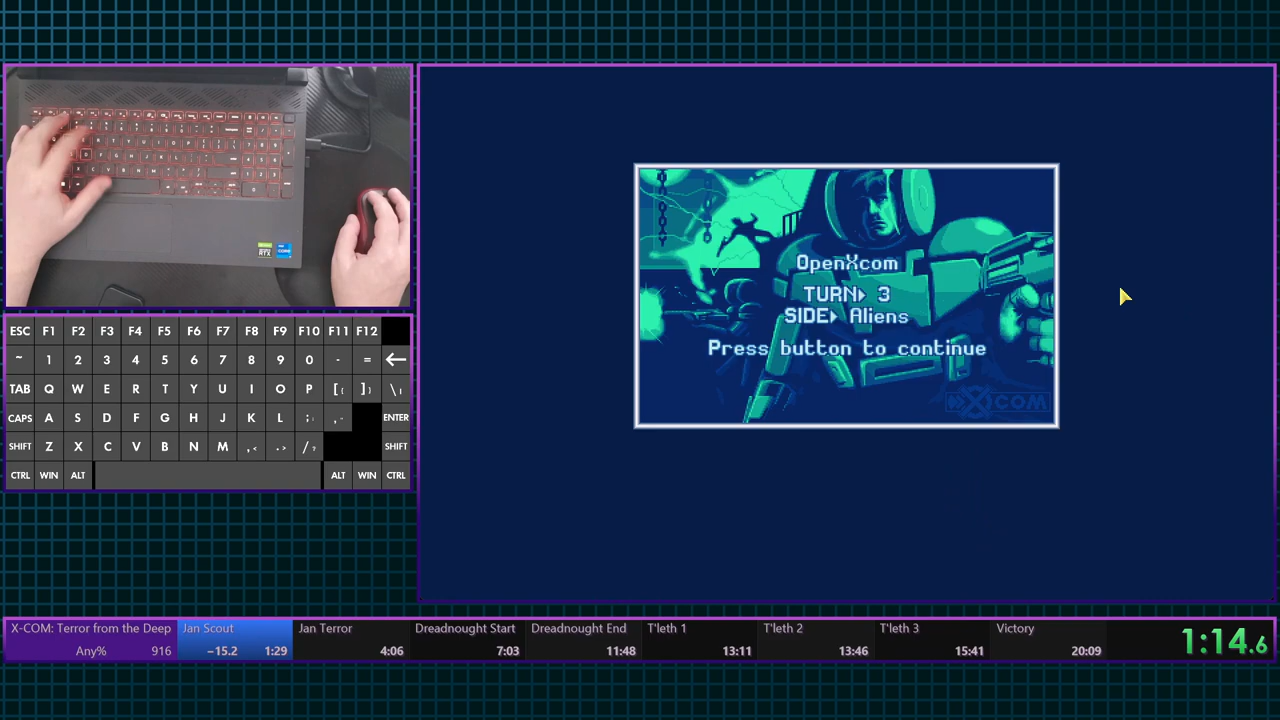 OpenXcom
TURN▸ 3
SIDE▸ Aliens
Press button to continue
X-COM
ESC F1 F2 F3 F4 F5 F6 F7 F8 F9 F10 F11 F12
~ 1 2 3 4 5 6 7 8 9 0 - = ←
TAB Q W E R T Y U I O P [{ ]} \|
CAPS A S D F G H J K L ;: ,- ENTER
SHIFT Z X C V B N M ,< .> /? SHIFT
CTRL WIN ALT ALT WIN CTRL
X-COM: Terror from the Deep
Any% 916
Jan Scout
−15.2 1:29
Jan Terror
4:06
Dreadnought Start
7:03
Dreadnought End
11:48
T'leth 1
13:11
T'leth 2
13:46
T'leth 3
15:41
Victory
20:09
1:14.6